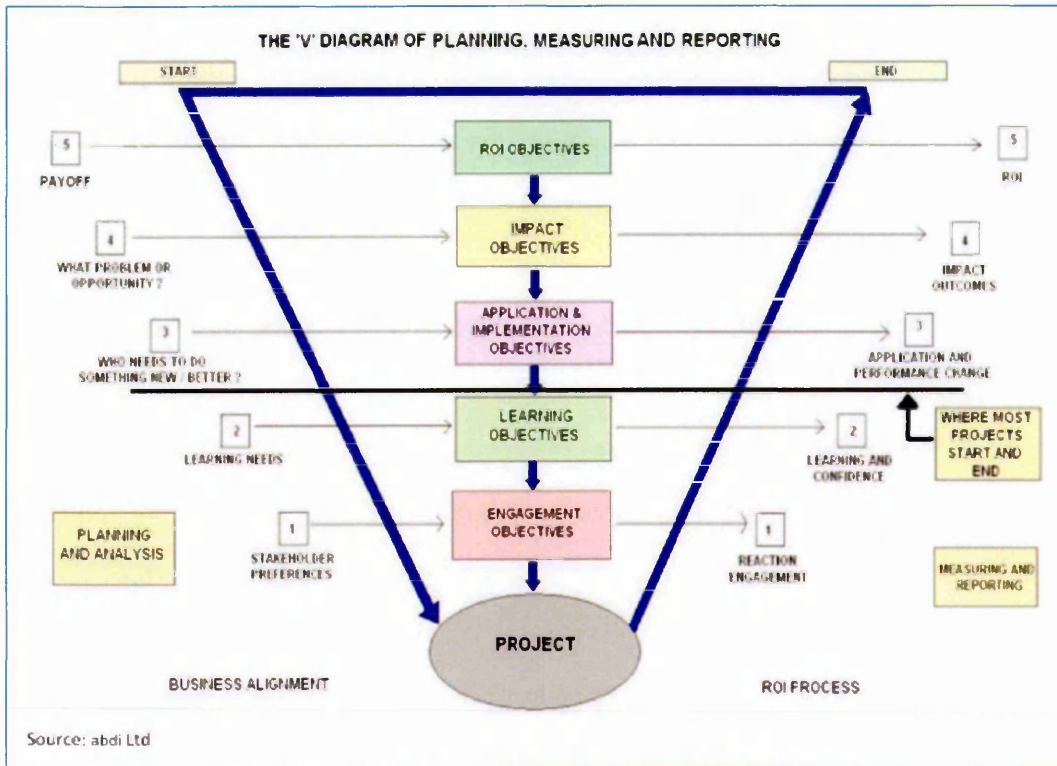 THE 'V' DIAGRAM OF PLANNING. MEASURING AND REPORTING
START
END
5
PAYOFF
ROI OBJECTIVES
5
ROI
4
WHAT PROBLEM OR
OPPORTUNITY ?
IMPACT
OBJECTIVES
4
IMPACT
OUTCOMES
3
WHO NEEDS TO DO
SOMETHING NEW / BETTER ?
APPLICATION &
IMPLEMENTATION
OBJECTIVES
3
APPLICATION AND
PERFORMANCE CHANGE
2
LEARNING NEEDS
LEARNING
OBJECTIVES
2
LEARNING AND
CONFIDENCE
WHERE MOST
PROJECTS
START AND
END
PLANNING
AND ANALYSIS
1
STAKEHOLDER
PREFERENCES
ENGAGEMENT
OBJECTIVES
1
REACTION
ENGAGEMENT
MEASURING AND
REPORTING
PROJECT
BUSINESS ALIGNMENT
ROI PROCESS
Source: abdi Ltd